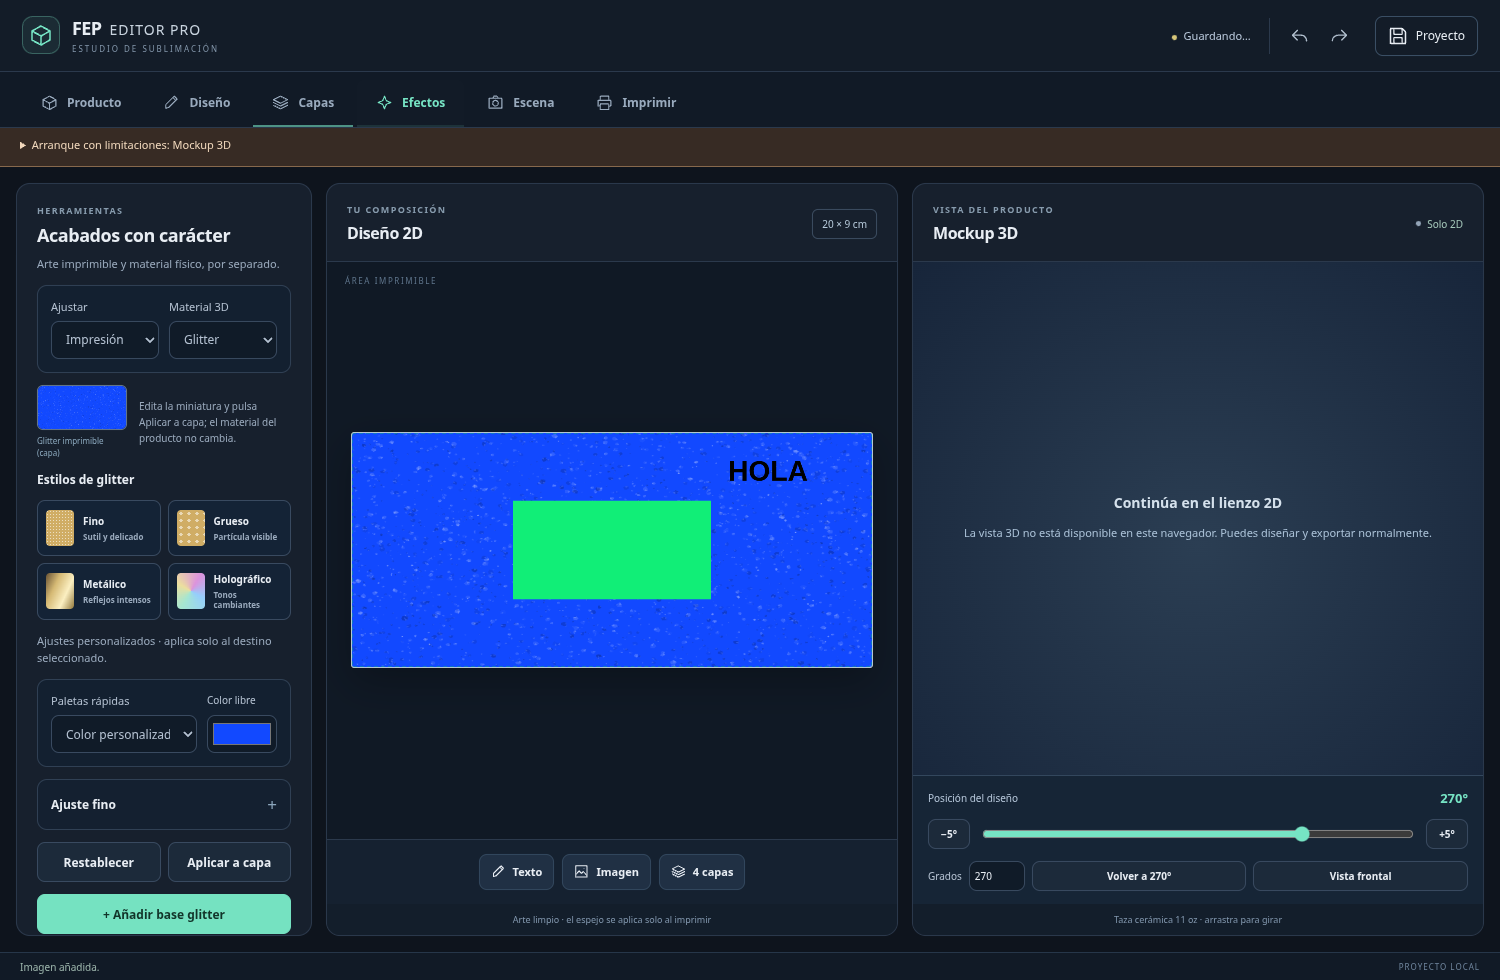 FEP EDITOR PRO
ESTUDIO DE SUBLIMACIÓN
Guardando...
Proyecto
Producto
Diseño
Capas
Efectos
Escena
Imprimir
Arranque con limitaciones: Mockup 3D
HERRAMIENTAS
Acabados con carácter
Arte imprimible y material físico, por separado.
Ajustar
Material 3D
Impresión
Glitter
Edita la miniatura y pulsa
Aplicar a capa; el material del
producto no cambia.
Glitter imprimible
(capa)
Estilos de glitter
Fino
Sutil y delicado
Grueso
Partícula visible
Metálico
Reflejos intensos
Holográfico
Tonos
cambiantes
Ajustes personalizados · aplica solo al destino
seleccionado.
Paletas rápidas
Color libre
Color personalizad
Ajuste fino
+
Restablecer
Aplicar a capa
+ Añadir base glitter
TU COMPOSICIÓN
Diseño 2D
20 × 9 cm
ÁREA IMPRIMIBLE
HOLA
Texto
Imagen
4 capas
Arte limpio · el espejo se aplica solo al imprimir
VISTA DEL PRODUCTO
Mockup 3D
Solo 2D
Continúa en el lienzo 2D
La vista 3D no está disponible en este navegador. Puedes diseñar y exportar normalmente.
Posición del diseño
270°
−5°
+5°
Grados
270
Volver a 270°
Vista frontal
Taza cerámica 11 oz · arrastra para girar
Imagen añadida.
PROYECTO LOCAL